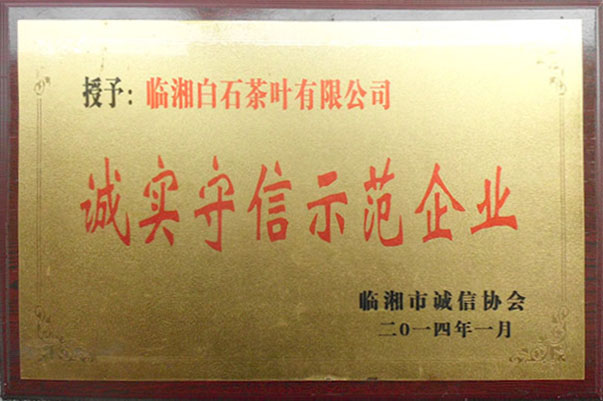 授予：临湘白石茶叶有限公司
诚实守信示范企业
临湘市诚信协会
二〇一四年一月